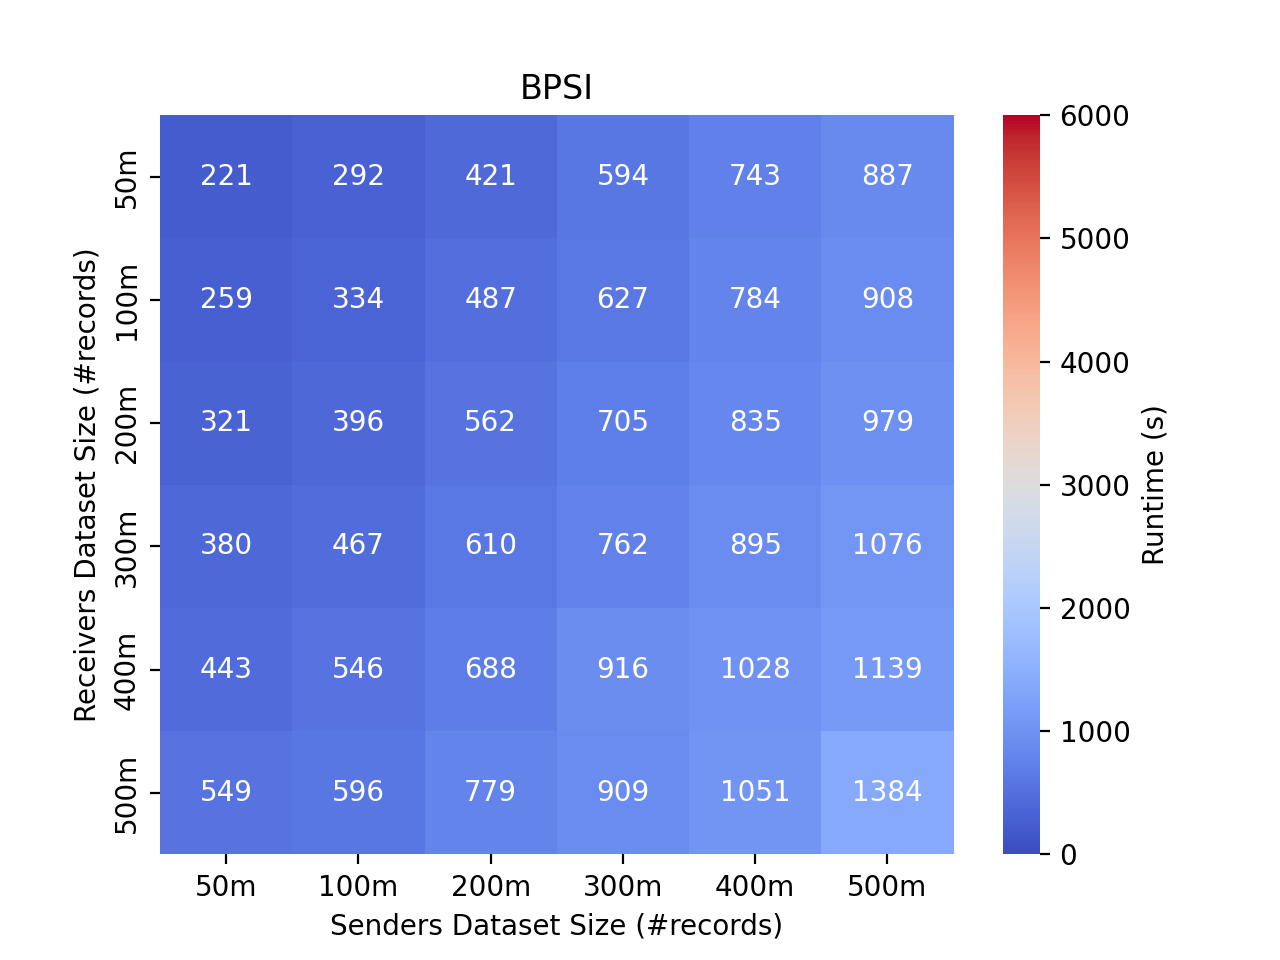 BPSI
50m 221 292 421 594 743 887
100m 259 334 487 627 784 908
200m 321 396 562 705 835 979
300m 380 467 610 762 895 1076
400m 443 546 688 916 1028 1139
500m 549 596 779 909 1051 1384
50m 100m 200m 300m 400m 500m
Senders Dataset Size (#records)
Receivers Dataset Size (#records)
6000
5000
4000
3000
2000
1000
0
Runtime (s)